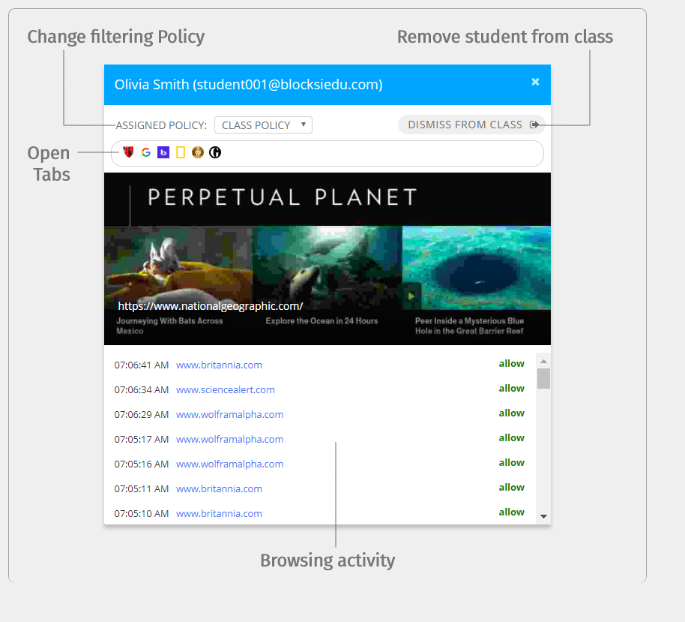 Change filtering Policy
Remove student from class
Olivia Smith (student001@blocksiedu.com)
×
ASSIGNED POLICY:
CLASS POLICY
DISMISS FROM CLASS
Open
Tabs
PERPETUAL PLANET
https://www.nationalgeographic.com/
Journeying With Bats Across
Mexico
Explore the Ocean in 24 Hours
Peer Inside a Mysterious Blue
Hole in the Great Barrier Reef
07:06:41 AM www.britannia.com allow
07:06:34 AM www.sciencealert.com allow
07:06:29 AM www.wolframalpha.com allow
07:05:17 AM www.wolframalpha.com allow
07:05:16 AM www.wolframalpha.com allow
07:05:11 AM www.britannia.com allow
07:05:10 AM www.britannia.com allow
Browsing activity